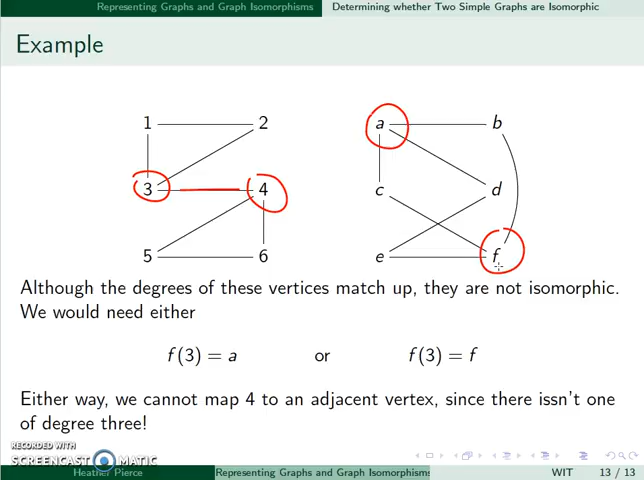 Representing Graphs and Graph Isomorphisms Determining whether Two Simple Graphs are Isomorphic
Example
1 2 a b
3 4 c d
5 6 e f
Although the degrees of these vertices match up, they are not isomorphic.
We would need either
f(3) = a or f(3) = f
Either way, we cannot map 4 to an adjacent vertex, since there issn't one
of degree three!
RECORDED WITH
SCREENCAST MATIC
Heather Pierce Representing Graphs and Graph Isomorphisms WIT 13 / 13